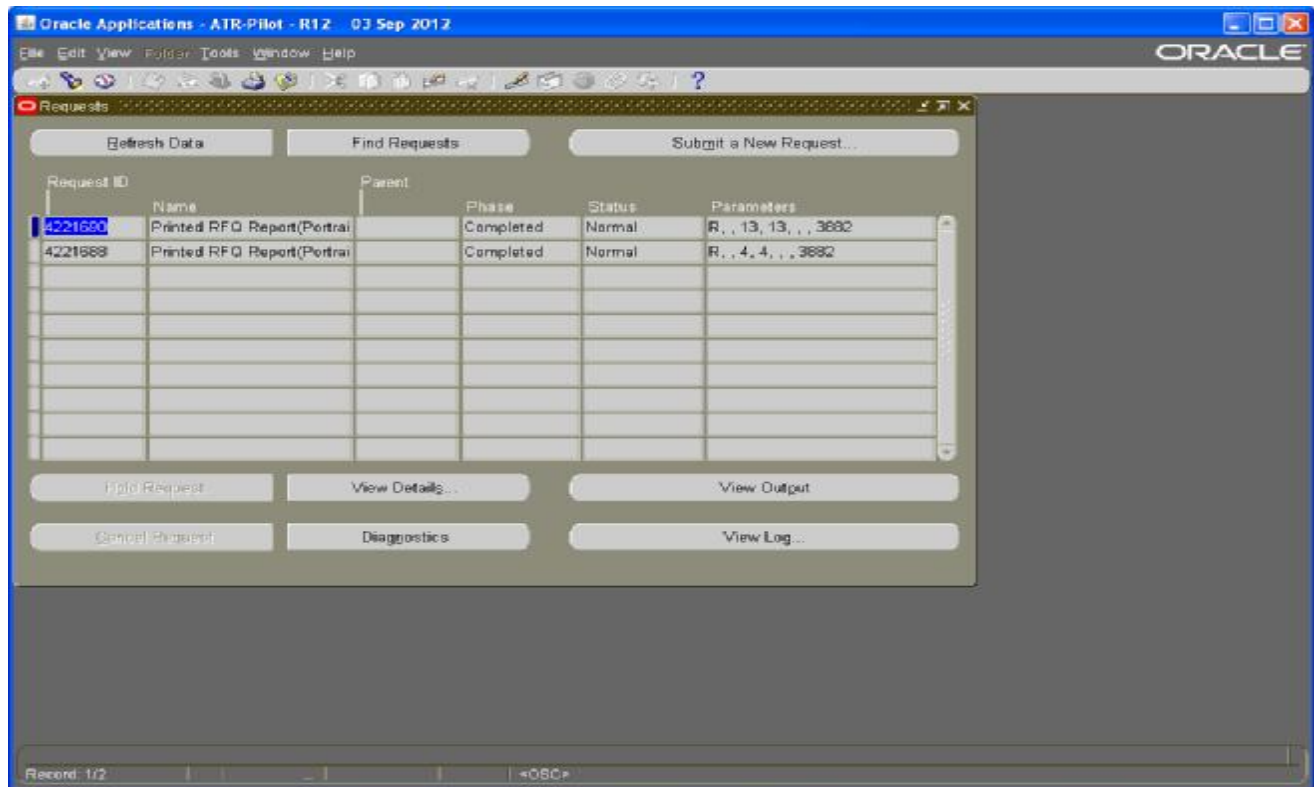 Oracle Applications - ATR-Pilot - R12 03 Sep 2012
File Edit View Folder Tools Window Help
ORACLE
?
Requests
Refresh Data Find Requests Submit a New Request...
Request ID Parent
Name Phase Status Parameters
4221690 Printed RFQ Report(Portrai Completed Normal R, , 13, 13, , , 3882
4221688 Printed RFQ Report(Portrai Completed Normal R, , 4, 4, , , 3882
Hold Request View Details... View Output
Cancel Request Diagnostics View Log...
Record: 1/2 <OSC>